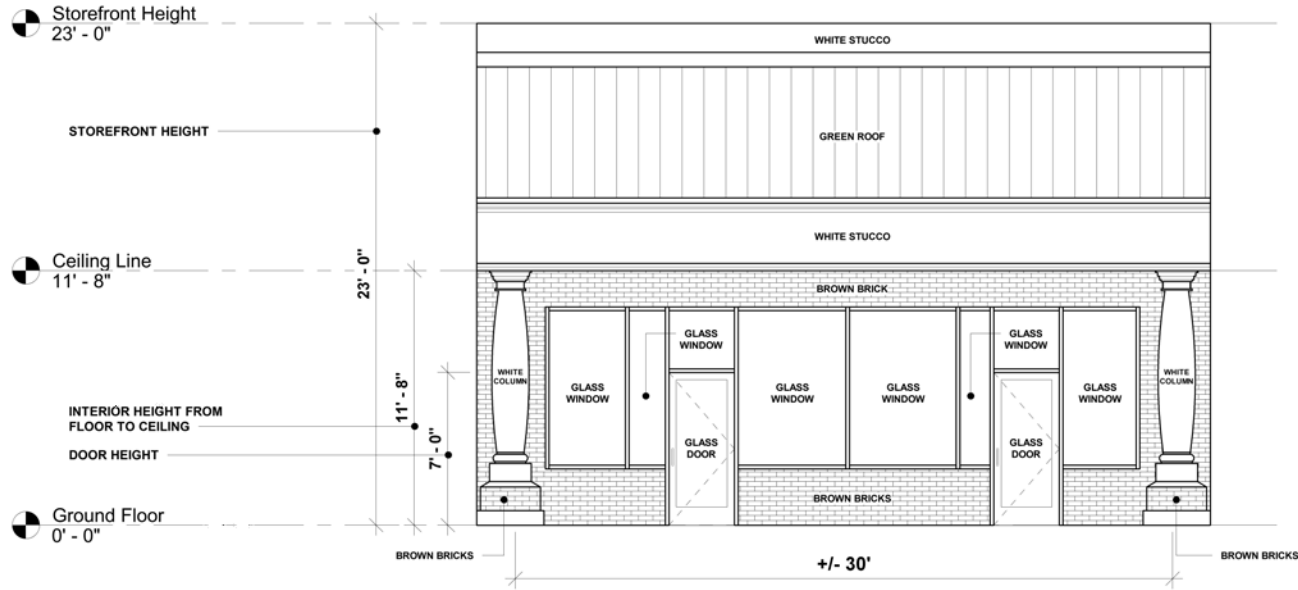 Storefront Height
23' - 0"
WHITE STUCCO
STOREFRONT HEIGHT
GREEN ROOF
WHITE STUCCO
Ceiling Line
11' - 8"
23' - 0"
BROWN BRICK
GLASS
WINDOW
GLASS
WINDOW
WHITE
COLUMN
GLASS
WINDOW
GLASS
WINDOW
GLASS
WINDOW
GLASS
WINDOW
WHITE
COLUMN
11' - 8"
INTERIOR HEIGHT FROM
FLOOR TO CEILING
7' - 0"
DOOR HEIGHT
GLASS
DOOR
GLASS
DOOR
BROWN BRICKS
Ground Floor
0' - 0"
BROWN BRICKS
BROWN BRICKS
+/- 30'